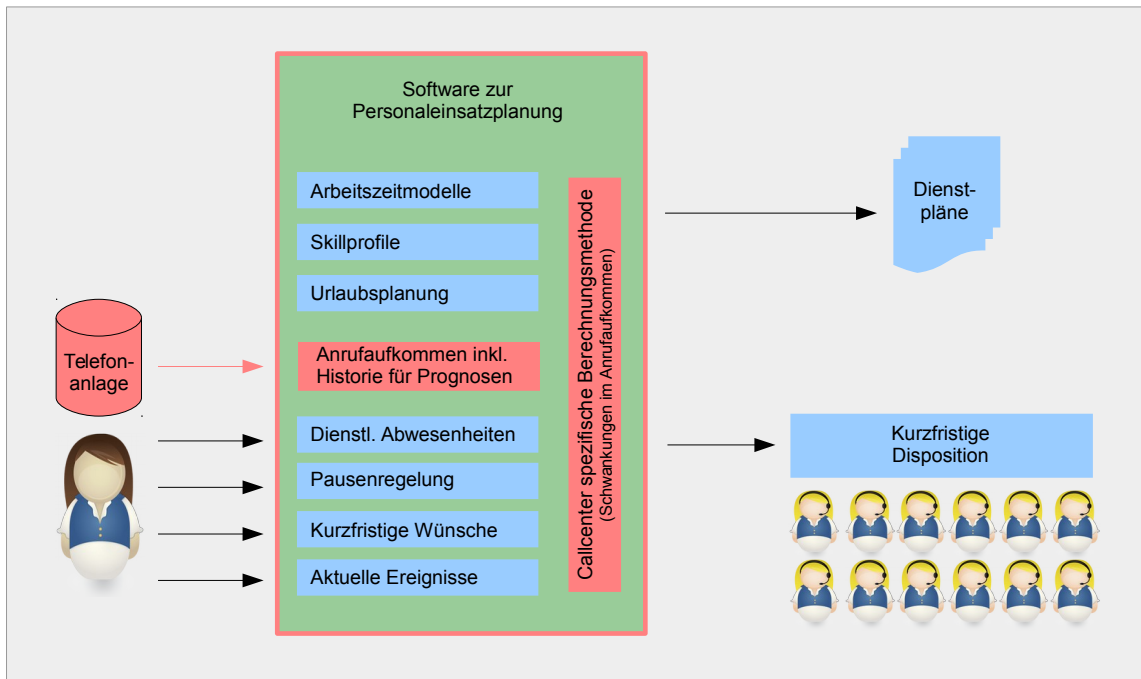 Software zur
Personaleinsatzplanung
Arbeitszeitmodelle
Skillprofile
Urlaubsplanung
Anrufaufkommen inkl.
Historie für Prognosen
Dienstl. Abwesenheiten
Pausenregelung
Kurzfristige Wünsche
Aktuelle Ereignisse
Callcenter spezifische Berechnungsmethode
(Schwankungen im Anrufaufkommen)
Telefon-
anlage
Dienst-
pläne
Kurzfristige
Disposition